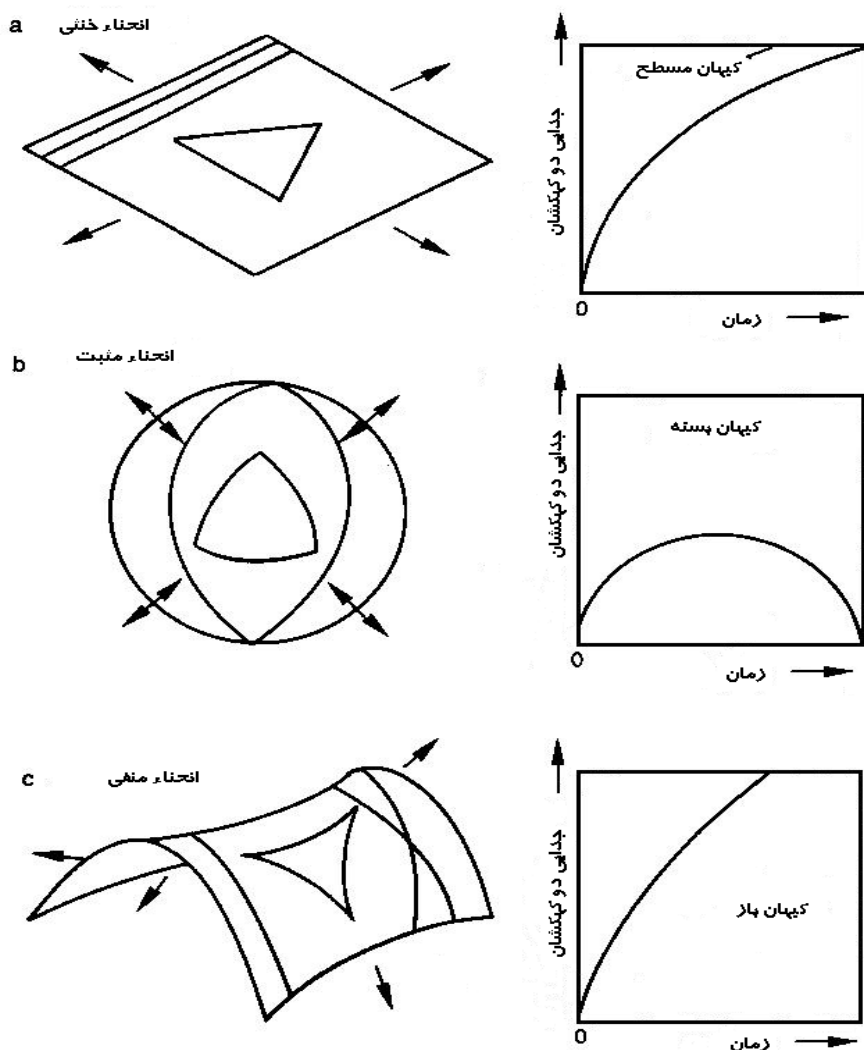 a
انحناء خنثی
کیهان مسطح
جدایی دو کهکشان
0
زمان
b
انحناء مثبت
کیهان بسته
جدایی دو کهکشان
0
زمان
c
انحناء منفی
کیهان باز
جدایی دو کهکشان
0
زمان